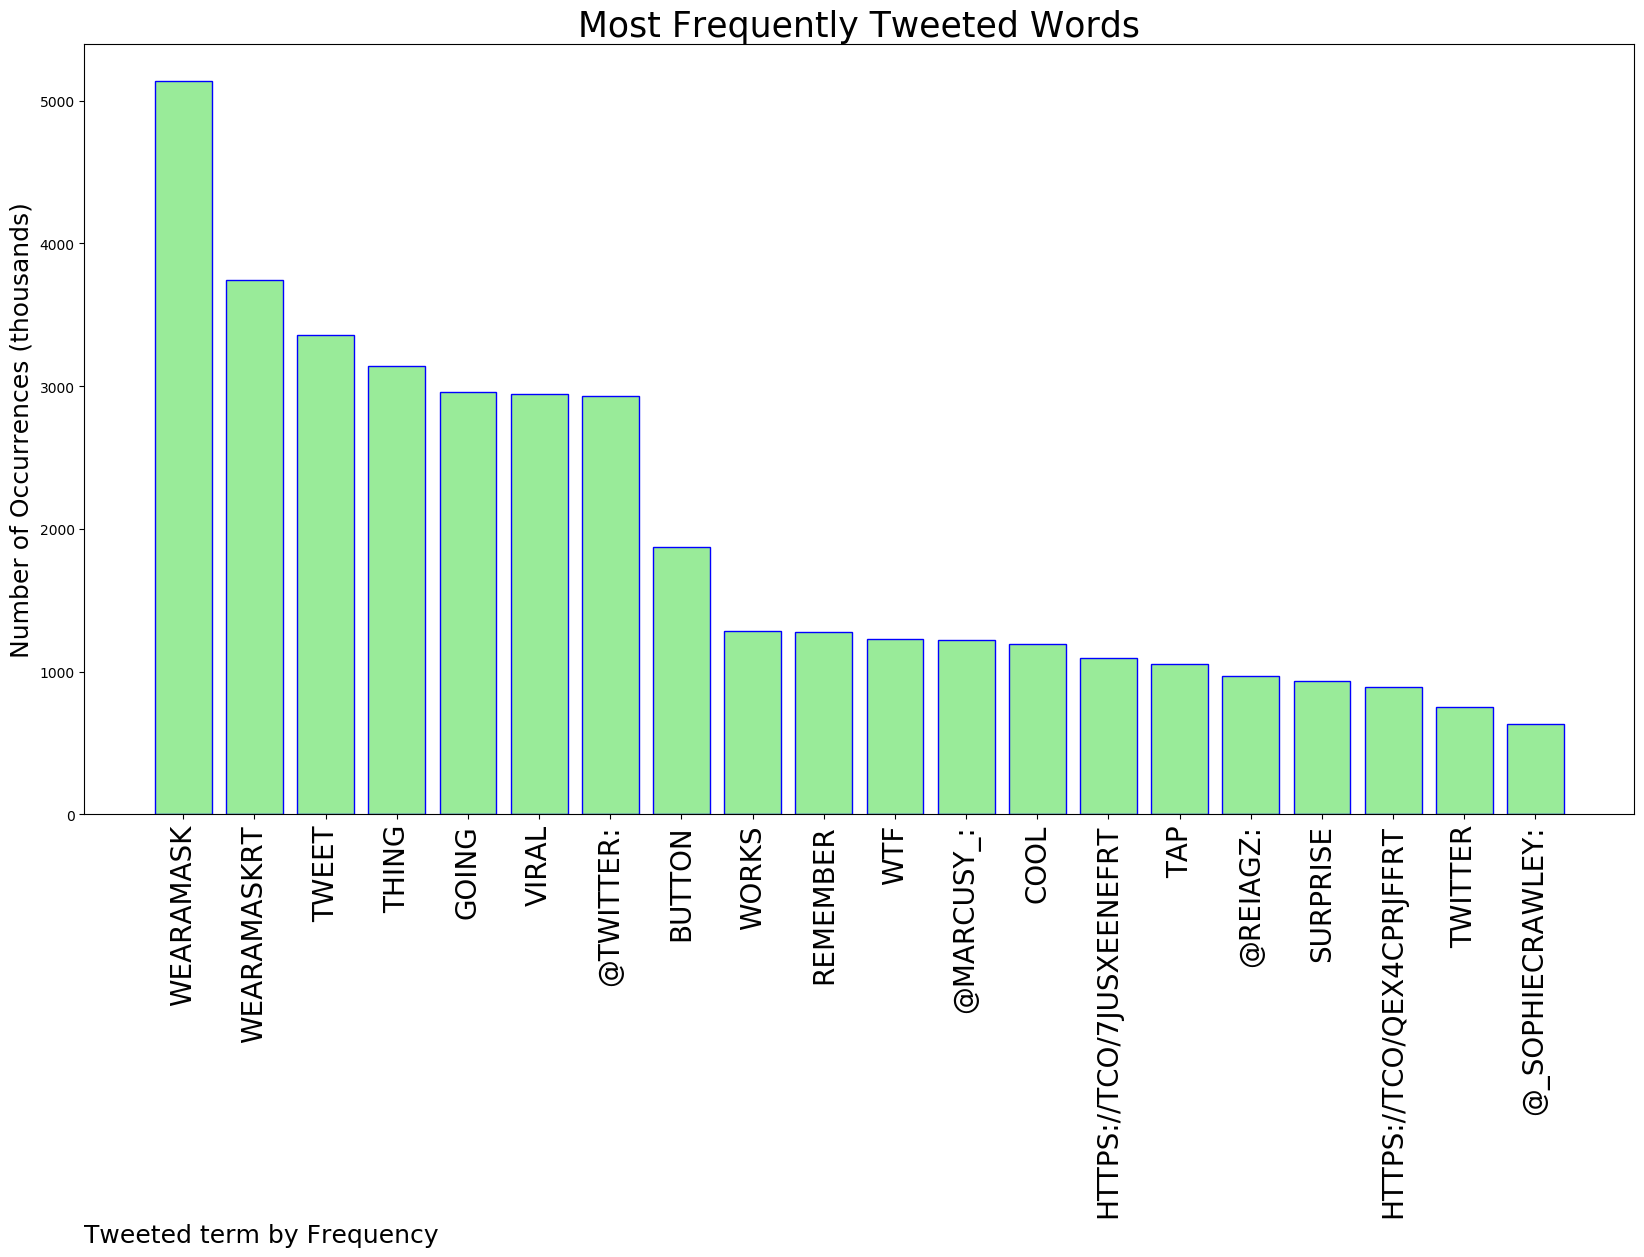 Most Frequently Tweeted Words
Number of Occurrences (thousands)
5000
4000
3000
2000
1000
0
WEARAMASK
WEARAMASKRT
TWEET
THING
GOING
VIRAL
@TWITTER:
BUTTON
WORKS
REMEMBER
WTF
@MARCUSY_:
COOL
HTTPS://TCO/7JUSXEENEFRT
TAP
@REIAGZ:
SURPRISE
HTTPS://TCO/QEX4CPRJFFRT
TWITTER
@_SOPHIECRAWLEY:
Tweeted term by Frequency